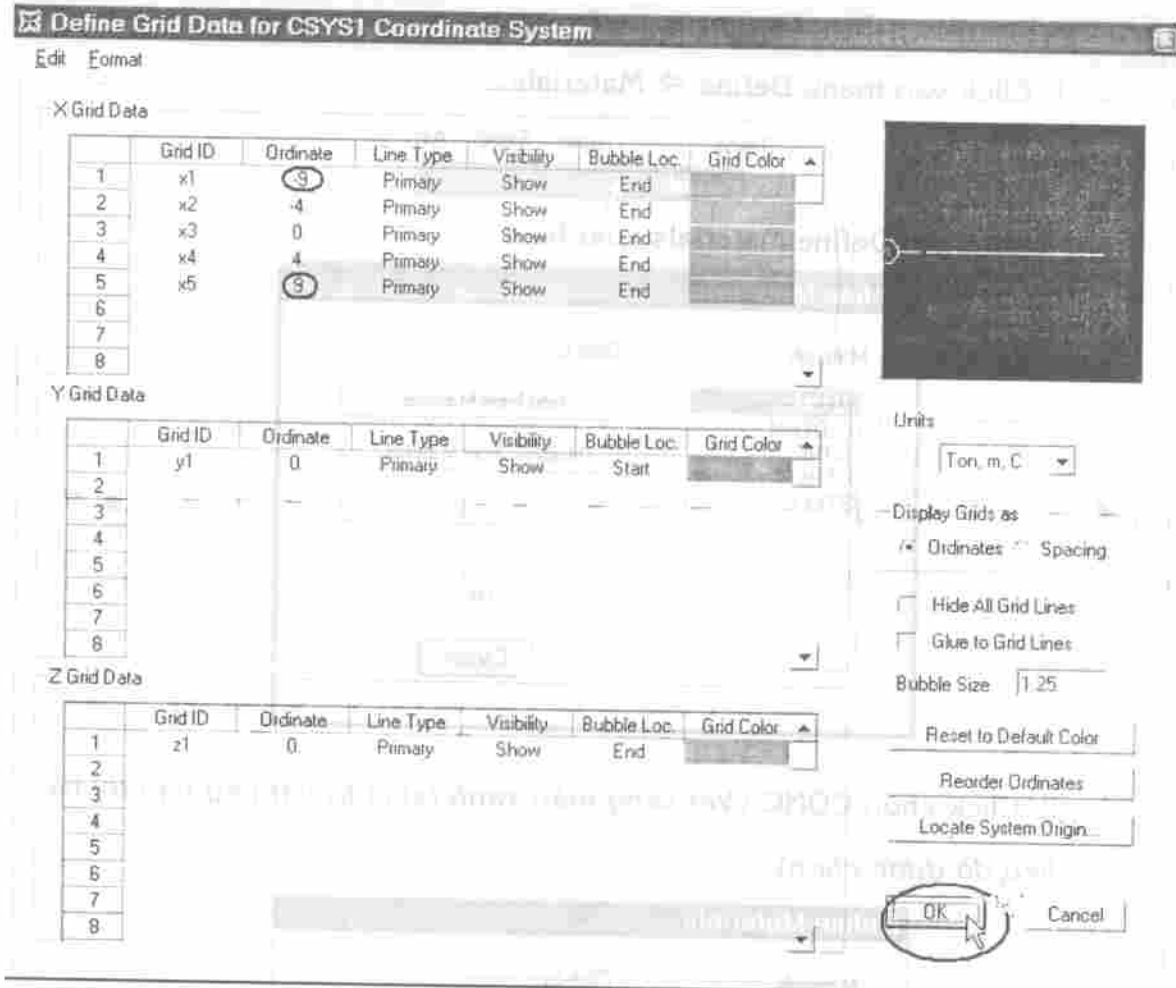 Define Grid Data for CSYS1 Coordinate System
Edit Format
X Grid Data
Grid ID Ordinate Line Type Visibility Bubble Loc. Grid Color
1 x1 -9 Primary Show End
2 x2 -4 Primary Show End
3 x3 0 Primary Show End
4 x4 4 Primary Show End
5 x5 9 Primary Show End
6
7
8
Y Grid Data
Grid ID Ordinate Line Type Visibility Bubble Loc. Grid Color
1 y1 0. Primary Show Start
2
3
4
5
6
7
8
Z Grid Data
Grid ID Ordinate Line Type Visibility Bubble Loc. Grid Color
1 z1 0. Primary Show End
2
3
4
5
6
7
8
Units
Ton, m, C
Display Grids as
Ordinates Spacing
Hide All Grid Lines
Glue to Grid Lines
Bubble Size 1.25
Reset to Default Color
Reorder Ordinates
Locate System Origin...
OK Cancel